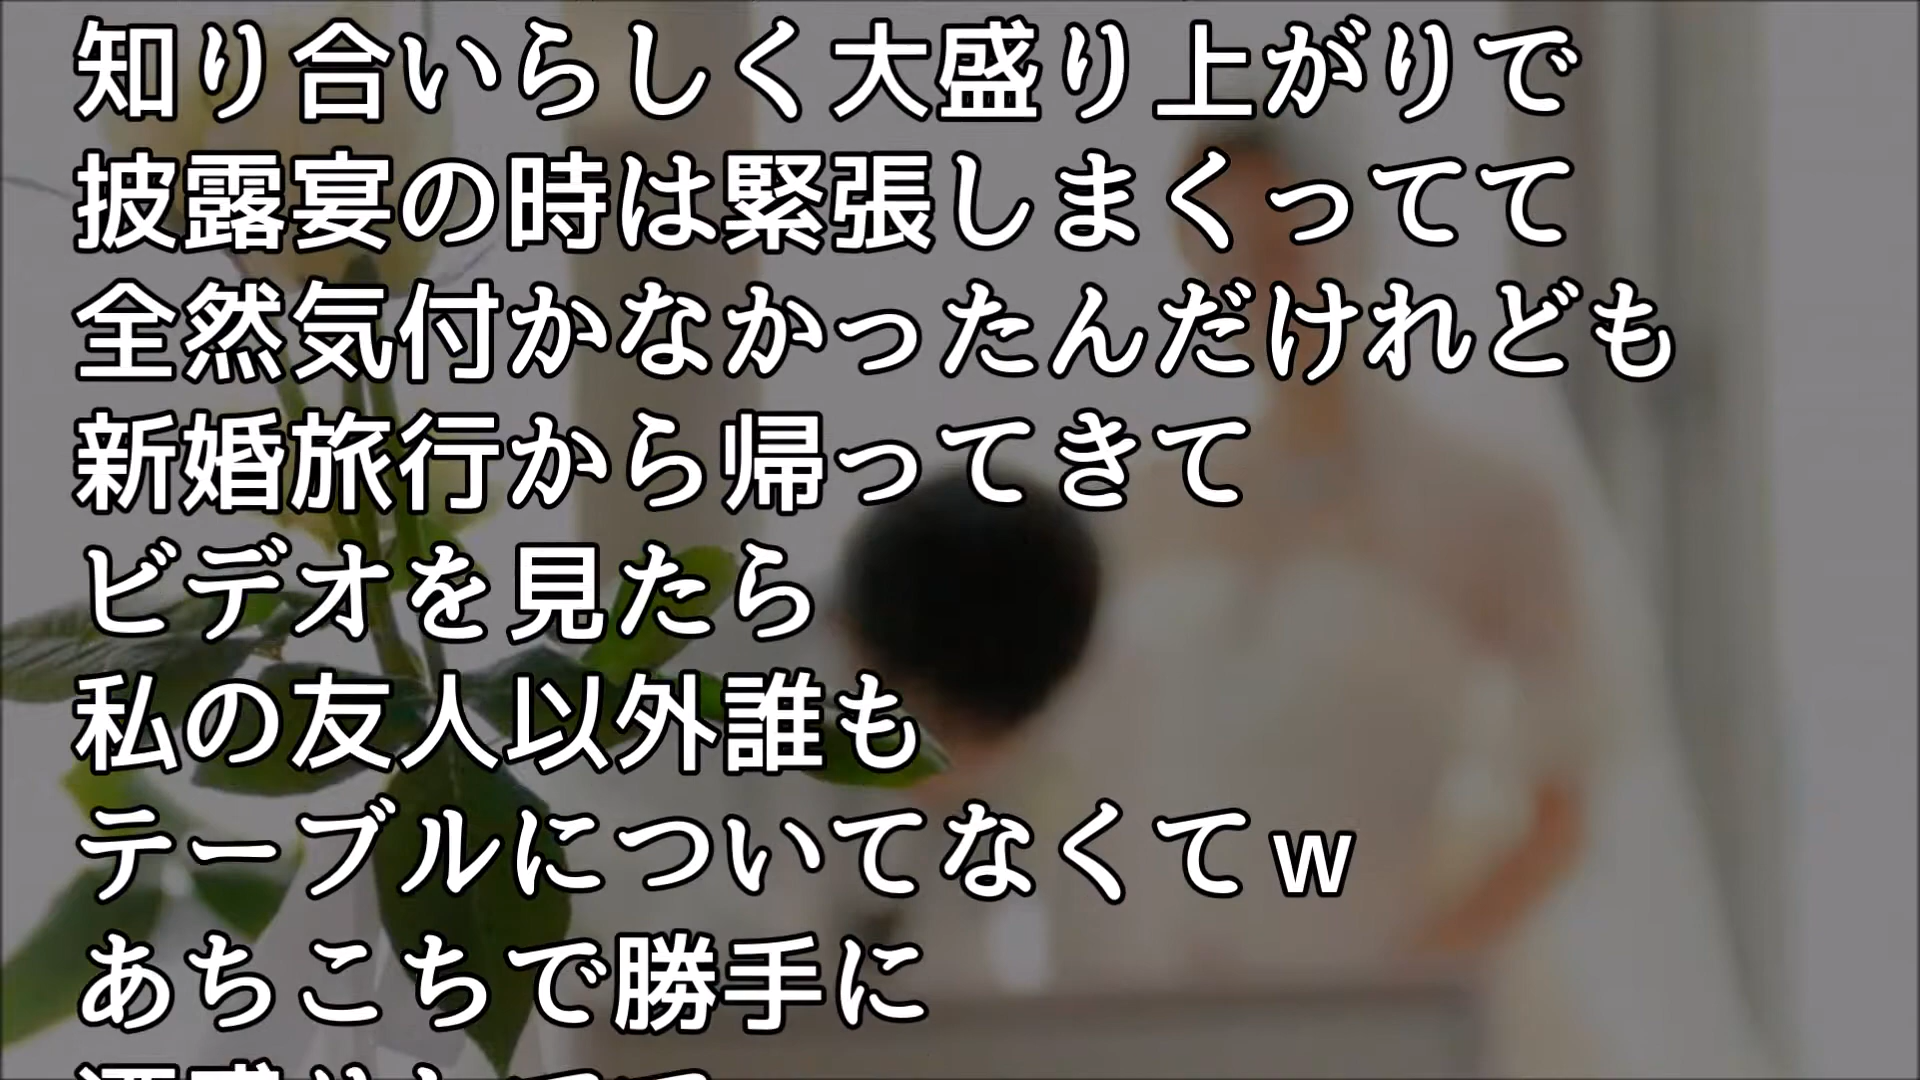 知り合いらしく大盛り上がりで
披露宴の時は緊張しまくってて
全然気付かなかったんだけれども
新婚旅行から帰ってきて
ビデオを見たら
私の友人以外誰も
テーブルについてなくてｗ
あちこちで勝手に